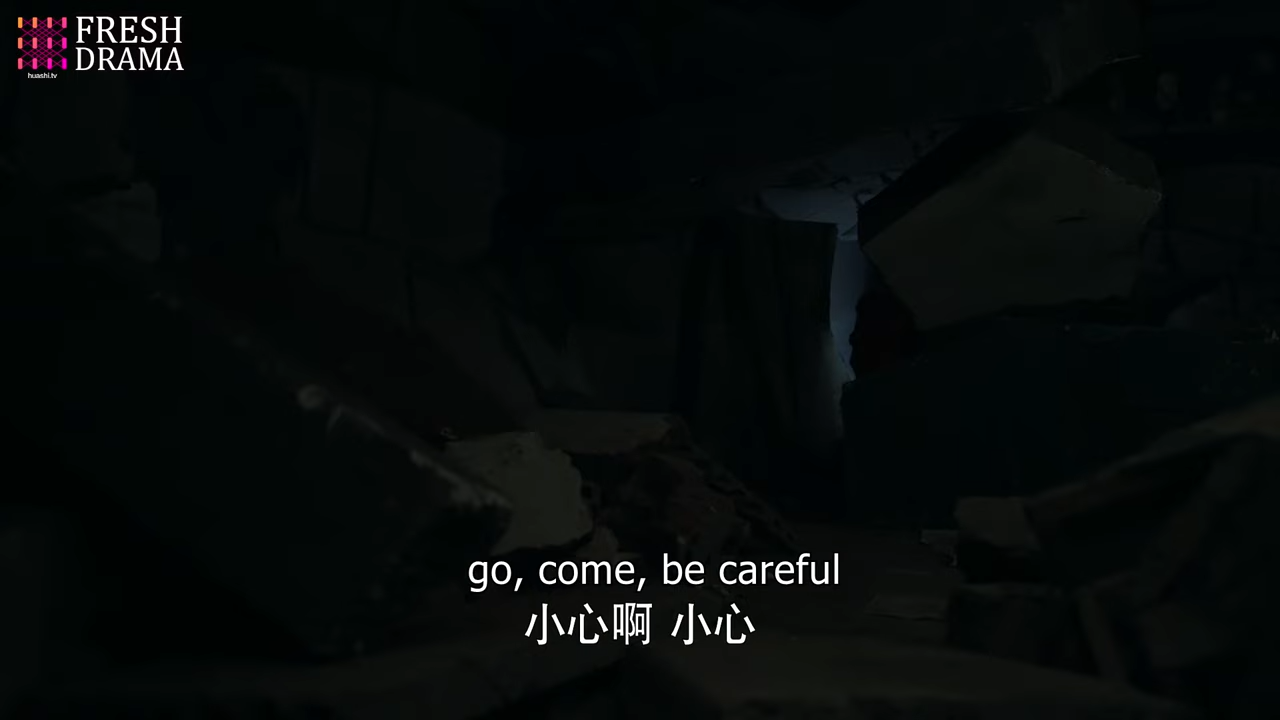 FRESH
DRAMA
huashi.tv
go, come, be careful
小心啊 小心